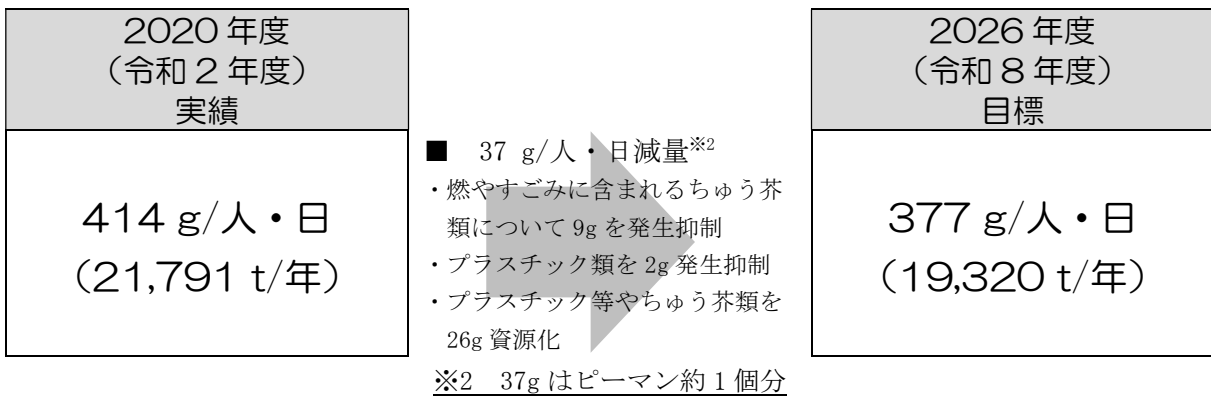 2020 年度
（令和 2 年度）
実績
414 g/人・日
（21,791 t/年）
■　37 g/人・日減量※2
・燃やすごみに含まれるちゅう芥
類について 9g を発生抑制
・プラスチック類を 2g 発生抑制
・プラスチック等やちゅう芥類を
26g 資源化
※2　37g はピーマン約 1 個分
2026 年度
（令和 8 年度）
目標
377 g/人・日
（19,320 t/年）